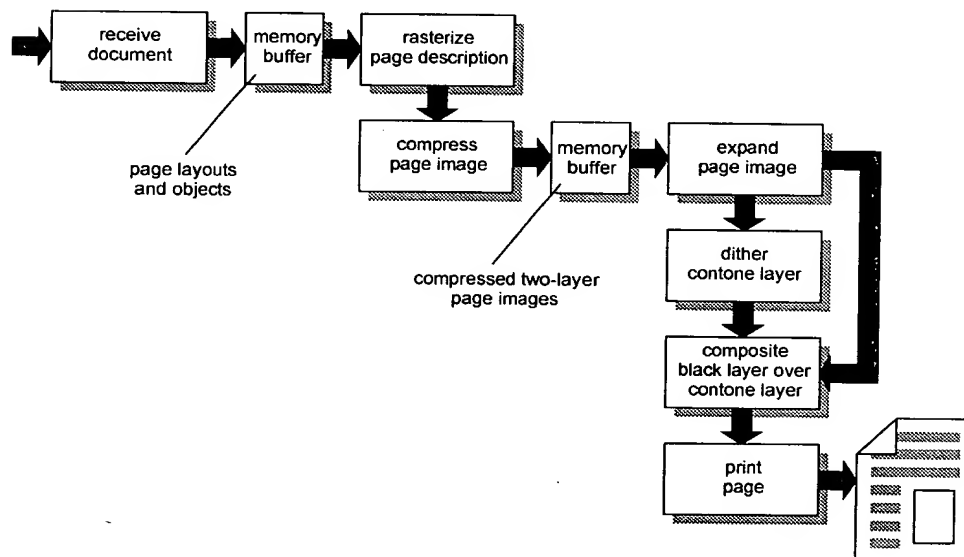 receive
document
memory
buffer
rasterize
page description
page layouts
and objects
compress
page image
memory
buffer
expand
page image
compressed two-layer
page images
dither
contone layer
composite
black layer over
contone layer
print
page